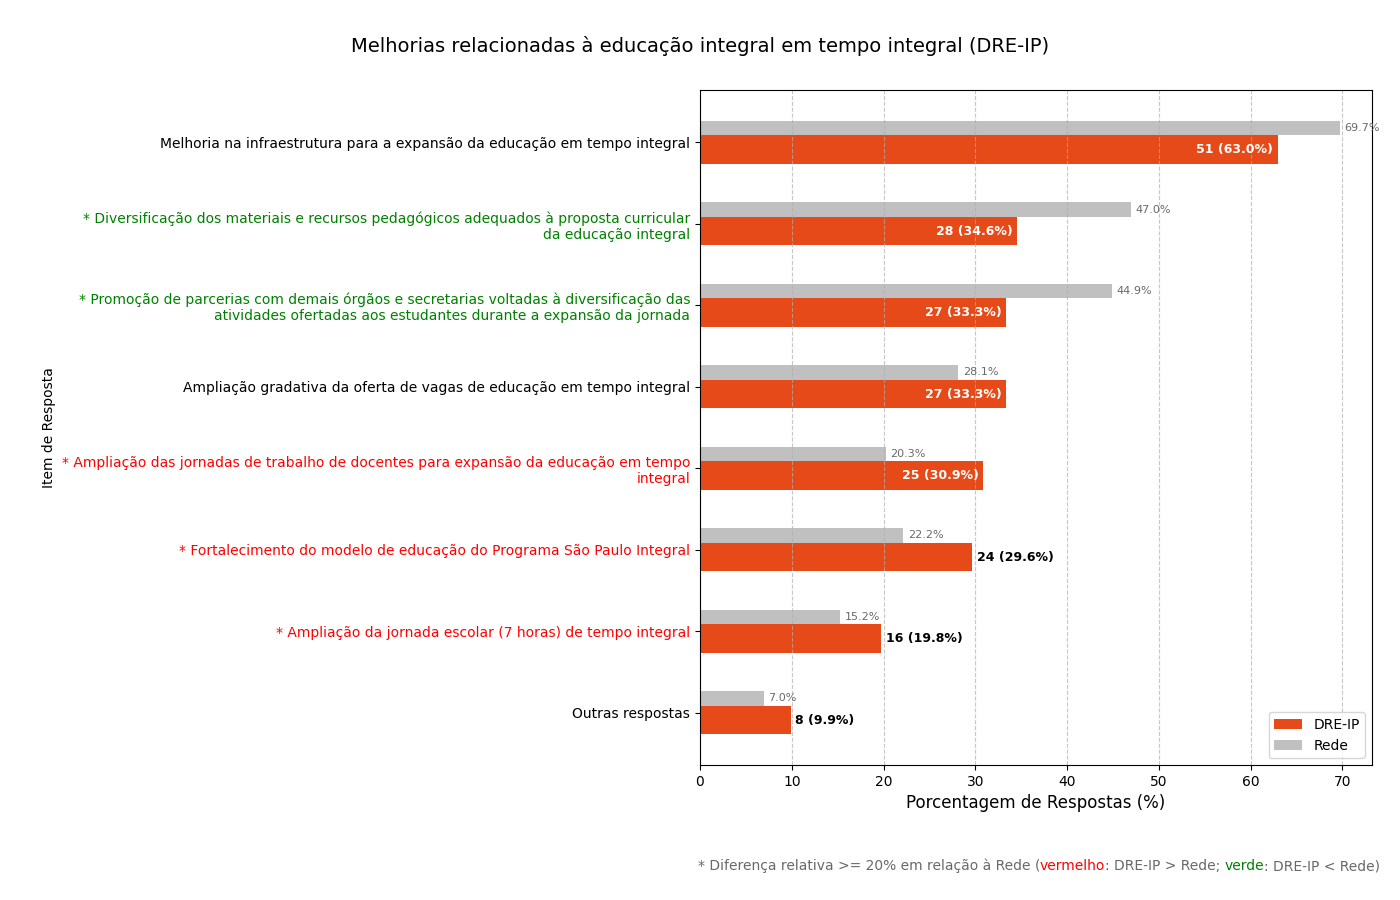 Melhorias relacionadas à educação integral em tempo integral (DRE-IP)
Item de Resposta
Melhoria na infraestrutura para a expansão da educação em tempo integral
69.7%
51 (63.0%)
* Diversificação dos materiais e recursos pedagógicos adequados à proposta curricular
da educação integral
47.0%
28 (34.6%)
* Promoção de parcerias com demais órgãos e secretarias voltadas à diversificação das
atividades ofertadas aos estudantes durante a expansão da jornada
44.9%
27 (33.3%)
Ampliação gradativa da oferta de vagas de educação em tempo integral
28.1%
27 (33.3%)
* Ampliação das jornadas de trabalho de docentes para expansão da educação em tempo
integral
20.3%
25 (30.9%)
* Fortalecimento do modelo de educação do Programa São Paulo Integral
22.2%
24 (29.6%)
* Ampliação da jornada escolar (7 horas) de tempo integral
15.2%
16 (19.8%)
Outras respostas
7.0%
8 (9.9%)
DRE-IP
Rede
0 10 20 30 40 50 60 70
Porcentagem de Respostas (%)
* Diferença relativa >= 20% em relação à Rede (vermelho: DRE-IP > Rede; verde: DRE-IP < Rede)